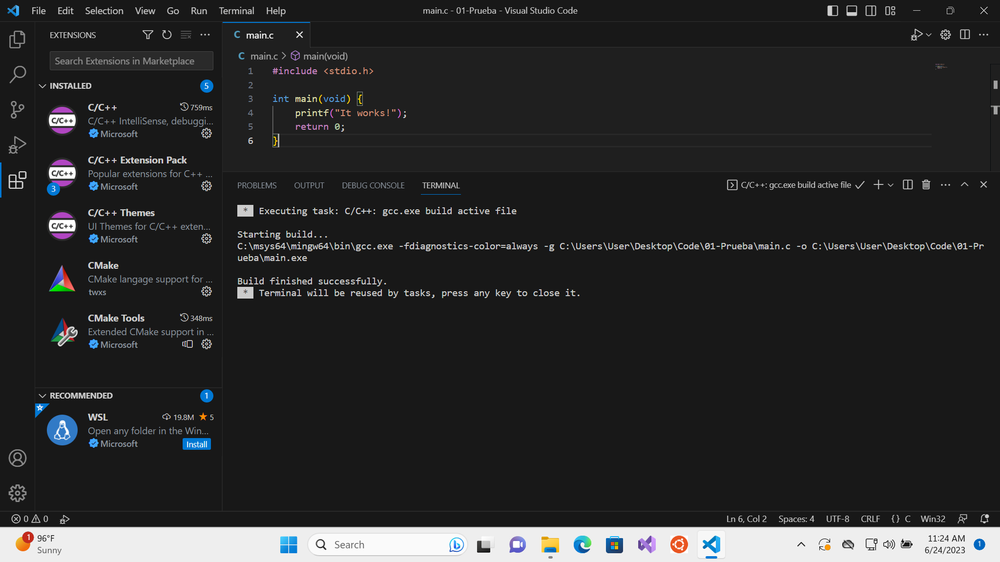 File Edit Selection View Go Run Terminal Help
main.c - 01-Prueba - Visual Studio Code
EXTENSIONS
Search Extensions in Marketplace
INSTALLED 5
C/C++ 759ms
C/C++ IntelliSense, debuggi...
Microsoft
C/C++ Extension Pack
Popular extensions for C++ ...
3 Microsoft
C/C++ Themes
UI Themes for C/C++ exten...
Microsoft
CMake
CMake langage support for ...
twxs
CMake Tools 348ms
Extended CMake support in ...
Microsoft
RECOMMENDED 1
WSL 19.8M 5
Open any folder in the Win...
Microsoft Install
C main.c
C main.c > main(void)
1 #include <stdio.h>
2
3 int main(void) {
4 printf("It works!");
5 return 0;
6 }
PROBLEMS OUTPUT DEBUG CONSOLE TERMINAL
C/C++: gcc.exe build active file
* Executing task: C/C++: gcc.exe build active file
Starting build...
C:\msys64\mingw64\bin\gcc.exe -fdiagnostics-color=always -g C:\Users\User\Desktop\Code\01-Prueba\main.c -o C:\Users\User\Desktop\Code\01-Pr
ueba\main.exe
Build finished successfully.
* Terminal will be reused by tasks, press any key to close it.
C/C++
C/C++
C/C++
0 0
Ln 6, Col 2 Spaces: 4 UTF-8 CRLF {} C Win32
1 96°F
Sunny
Search
11:24 AM
6/24/2023
1